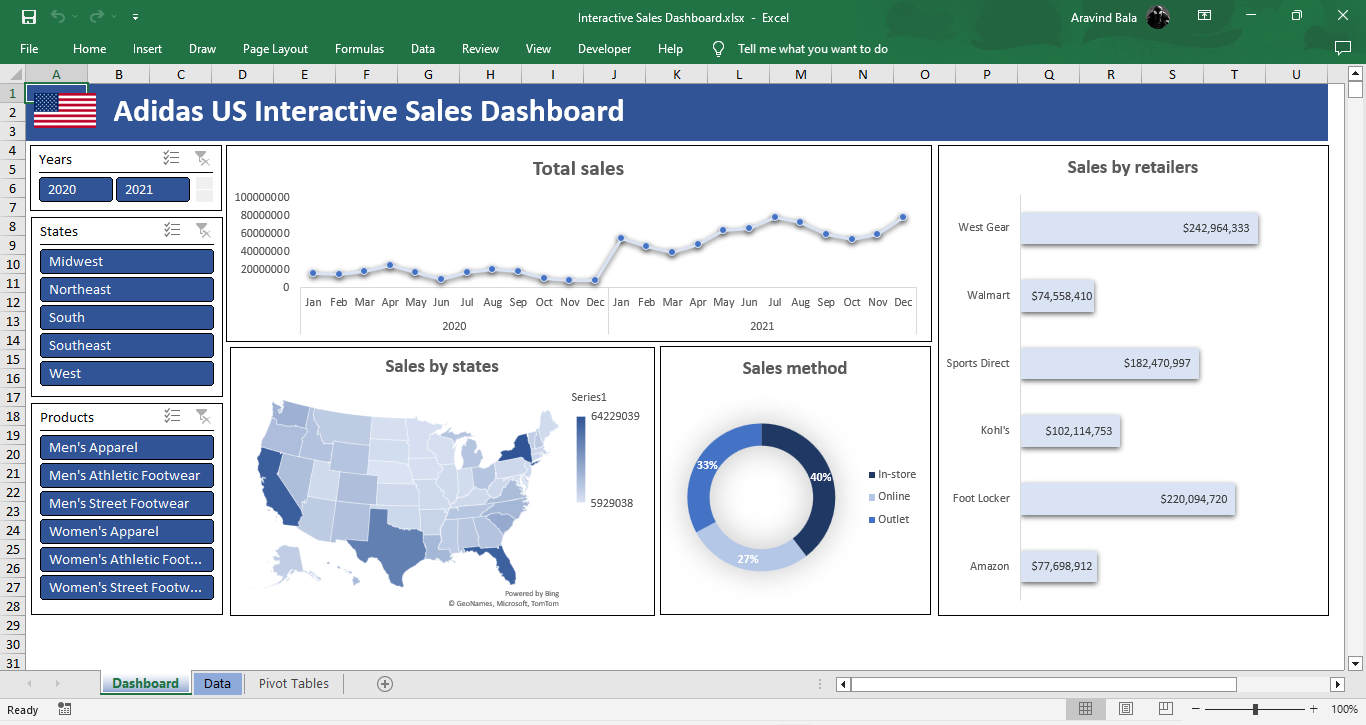 Interactive Sales Dashboard.xlsx - Excel
Aravind Bala
File Home Insert Draw Page Layout Formulas Data Review View Developer Help Tell me what you want to do
A B C D E F G H I J K L M N O P Q R S T U
1
2
3
4
5
6
7
8
9
10
11
12
13
14
15
16
17
18
19
20
21
22
23
24
25
26
27
28
29
30
31
Adidas US Interactive Sales Dashboard
Years
2020 2021
States
Midwest
Northeast
South
Southeast
West
Products
Men's Apparel
Men's Athletic Footwear
Men's Street Footwear
Women's Apparel
Women's Athletic Foot...
Women's Street Footw...
Total sales
100000000
80000000
60000000
40000000
20000000
0
Jan Feb Mar Apr May Jun Jul Aug Sep Oct Nov Dec Jan Feb Mar Apr May Jun Jul Aug Sep Oct Nov Dec
2020 2021
Sales by states
Series1
64229039
5929038
Powered by Bing
© GeoNames, Microsoft, TomTom
Sales method
33%
40%
27%
In-store
Online
Outlet
Sales by retailers
West Gear $242,964,333
Walmart $74,558,410
Sports Direct $182,470,997
Kohl's $102,114,753
Foot Locker $220,094,720
Amazon $77,698,912
Dashboard Data Pivot Tables
Ready
100%